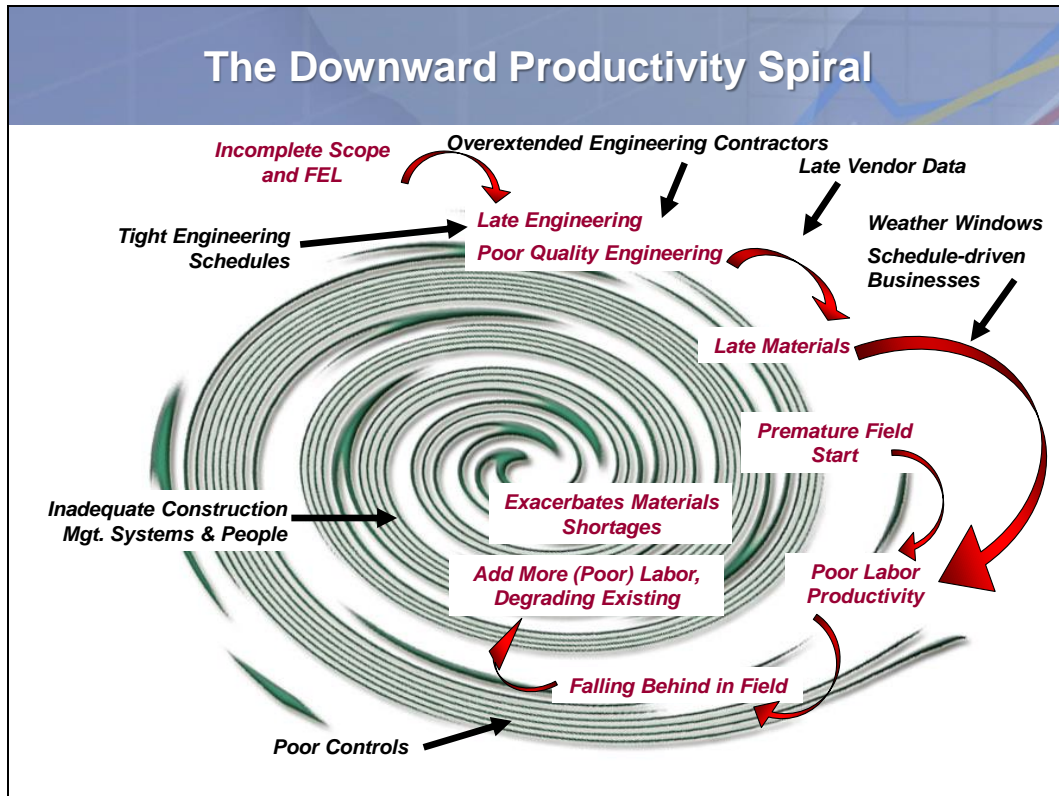 The Downward Productivity Spiral
Incomplete Scope
and FEL
Overextended Engineering Contractors
Late Vendor Data
Tight Engineering
Schedules
Late Engineering
Poor Quality Engineering
Weather Windows
Schedule-driven
Businesses
Late Materials
Premature Field
Start
Inadequate Construction
Mgt. Systems & People
Exacerbates Materials
Shortages
Add More (Poor) Labor,
Degrading Existing
Poor Labor
Productivity
Falling Behind in Field
Poor Controls